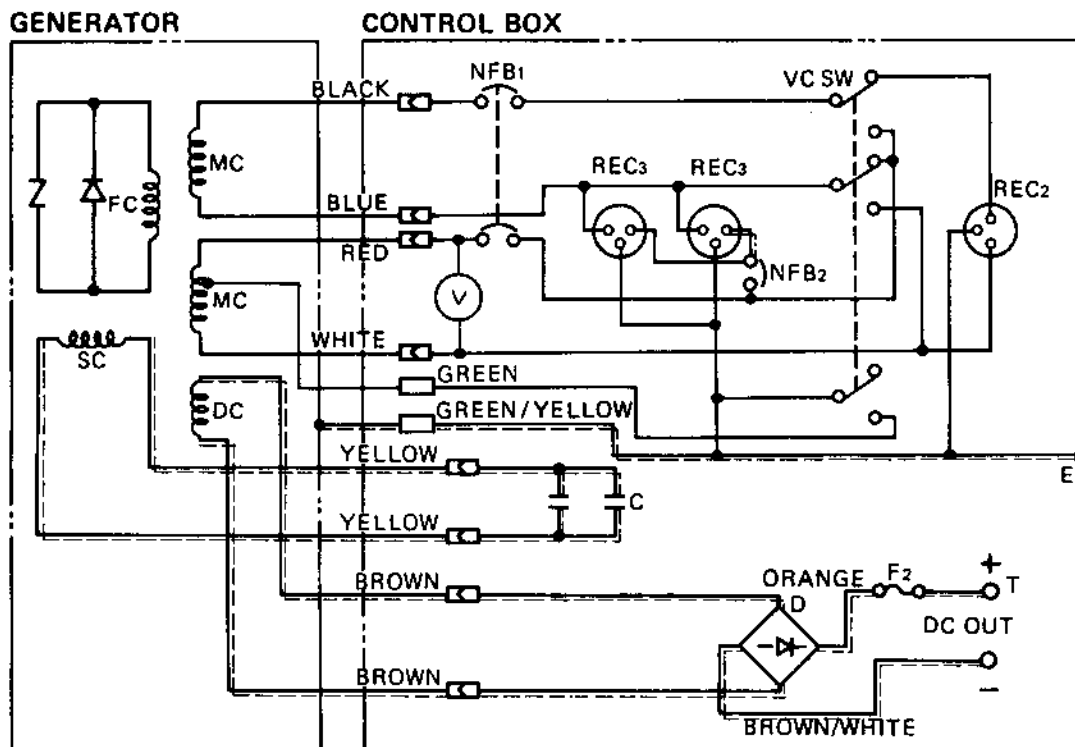 GENERATOR
CONTROL BOX
NFB1
BLACK
VC SW
MC
REC3
REC3
REC2
FC
BLUE
RED
NFB2
V
MC
WHITE
SC
GREEN
DC
GREEN/YELLOW
YELLOW
E
C
YELLOW
BROWN
ORANGE
F2
+
T
D
DC OUT
BROWN
−
BROWN/WHITE